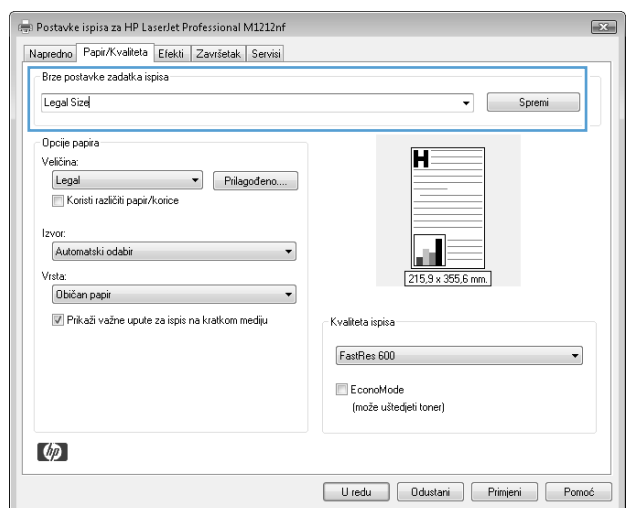 Postavke ispisa za HP LaserJet Professional M1212nf
Napredno Papir/Kvaliteta Efekti Završetak Servisi
Brze postavke zadatka ispisa
Legal Size
Spremi
Opcije papira
Veličina:
Legal
Prilagođeno....
Koristi različiti papir/korice
Izvor:
Automatski odabir
Vrsta:
Običan papir
Prikaži važne upute za ispis na kratkom mediju
H
215,9 x 355,6 mm.
Kvaliteta ispisa
FastRes 600
EconoMode
(može uštedjeti toner)
hp
U redu Odustani Primijeni Pomoć